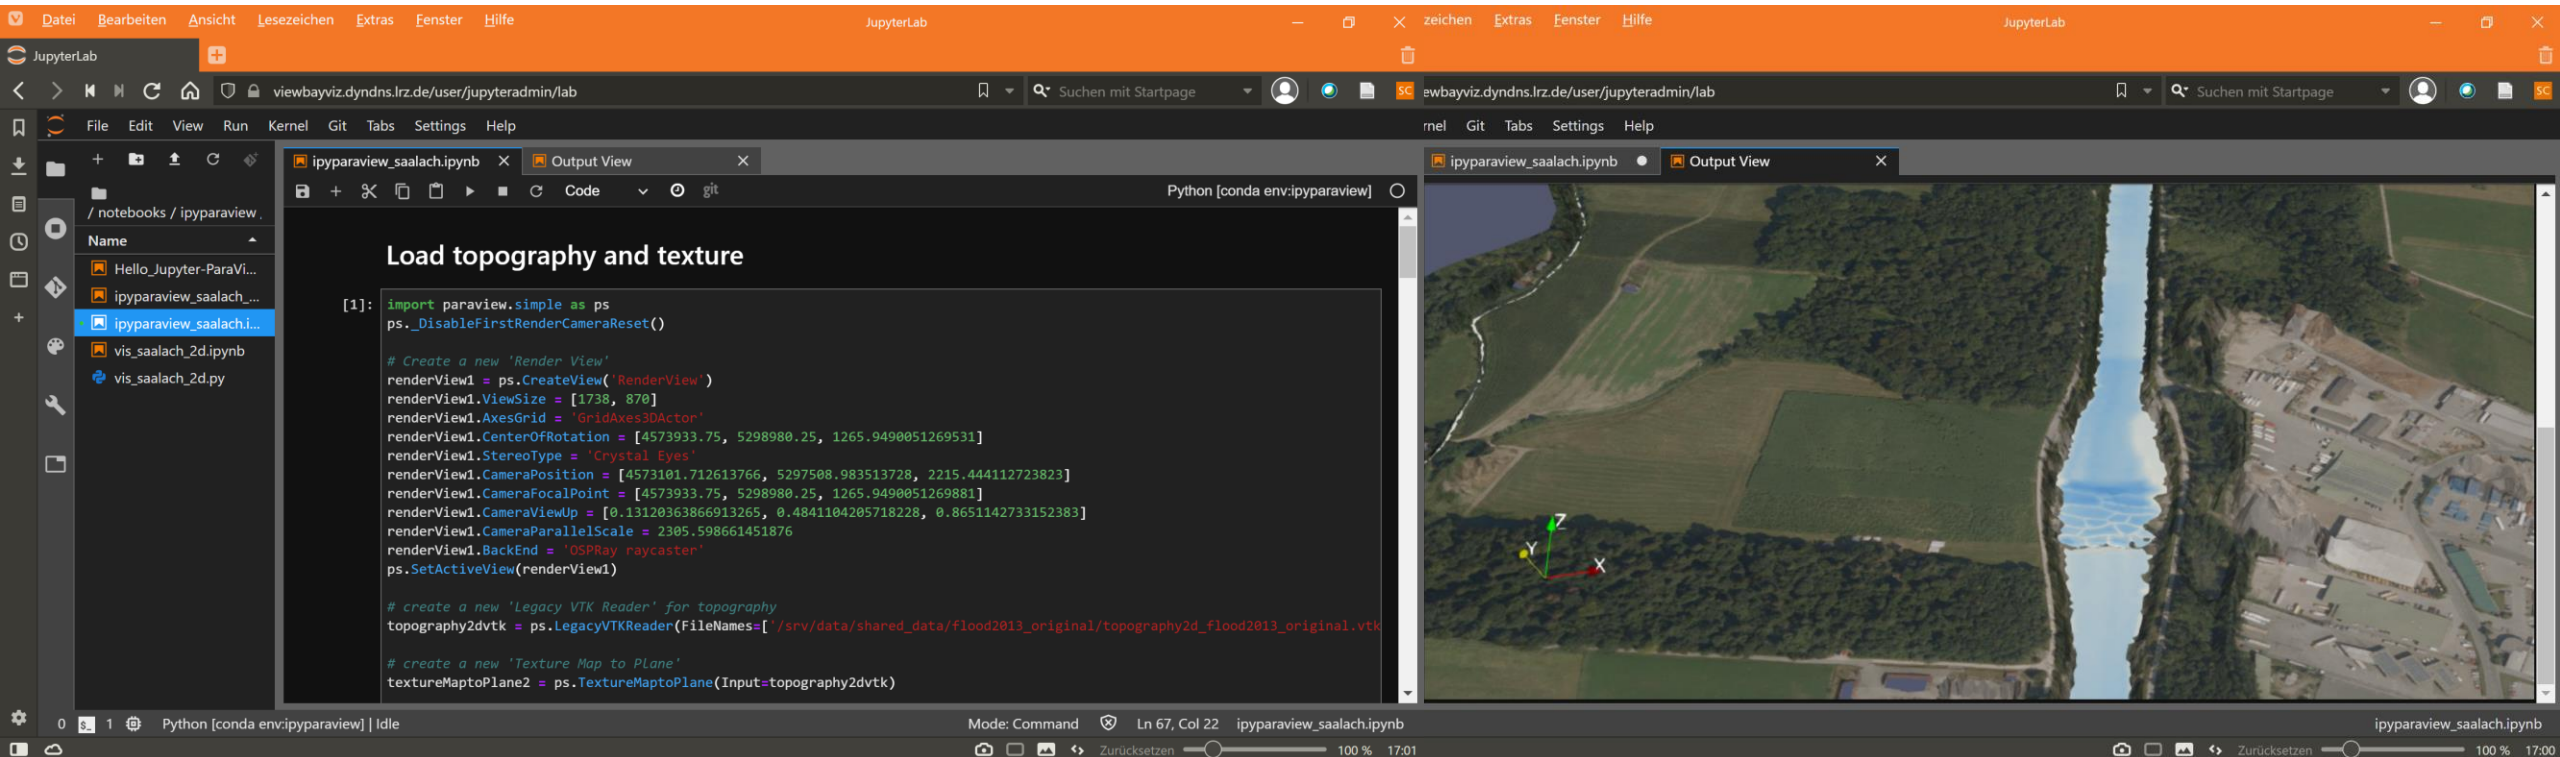 Datei Bearbeiten Ansicht Lesezeichen Extras Fenster Hilfe JupyterLab
JupyterLab
viewbayviz.dyndns.lrz.de/user/jupyteradmin/lab Suchen mit Startpage SC
File Edit View Run Kernel Git Tabs Settings Help
ipyparaview_saalach.ipynb Output View
Code git Python [conda env:ipyparaview]
/ notebooks / ipyparaview
Name
Hello_Jupyter-ParaVi...
ipyparaview_saalach_...
ipyparaview_saalach.i...
vis_saalach_2d.ipynb
vis_saalach_2d.py
Load topography and texture
[1]: import paraview.simple as ps
ps._DisableFirstRenderCameraReset()
# Create a new 'Render View'
renderView1 = ps.CreateView('RenderView')
renderView1.ViewSize = [1738, 870]
renderView1.AxesGrid = 'GridAxes3DActor'
renderView1.CenterOfRotation = [4573933.75, 5298980.25, 1265.9490051269531]
renderView1.StereoType = 'Crystal Eyes'
renderView1.CameraPosition = [4573101.712613766, 5297508.983513728, 2215.444112723823]
renderView1.CameraFocalPoint = [4573933.75, 5298980.25, 1265.9490051269881]
renderView1.CameraViewUp = [0.13120363866913265, 0.4841104205718228, 0.8651142733152383]
renderView1.CameraParallelScale = 2305.598661451876
renderView1.BackEnd = 'OSPRay raycaster'
ps.SetActiveView(renderView1)
# create a new 'Legacy VTK Reader' for topography
topography2dvtk = ps.LegacyVTKReader(FileNames=['/srv/data/shared_data/flood2013_original/topography2d_flood2013_original.vtk
# create a new 'Texture Map to Plane'
textureMaptoPlane2 = ps.TextureMaptoPlane(Input=topography2dvtk)
0 $_ 1 Python [conda env:ipyparaview] | Idle Mode: Command Ln 67, Col 22 ipyparaview_saalach.ipynb
Zurücksetzen 100 % 17:01
zeichen Extras Fenster Hilfe JupyterLab
ewbayviz.dyndns.lrz.de/user/jupyteradmin/lab Suchen mit Startpage SC
rnel Git Tabs Settings Help
ipyparaview_saalach.ipynb Output View
Z
Y
X
ipyparaview_saalach.ipynb
Zurücksetzen 100 % 17:00